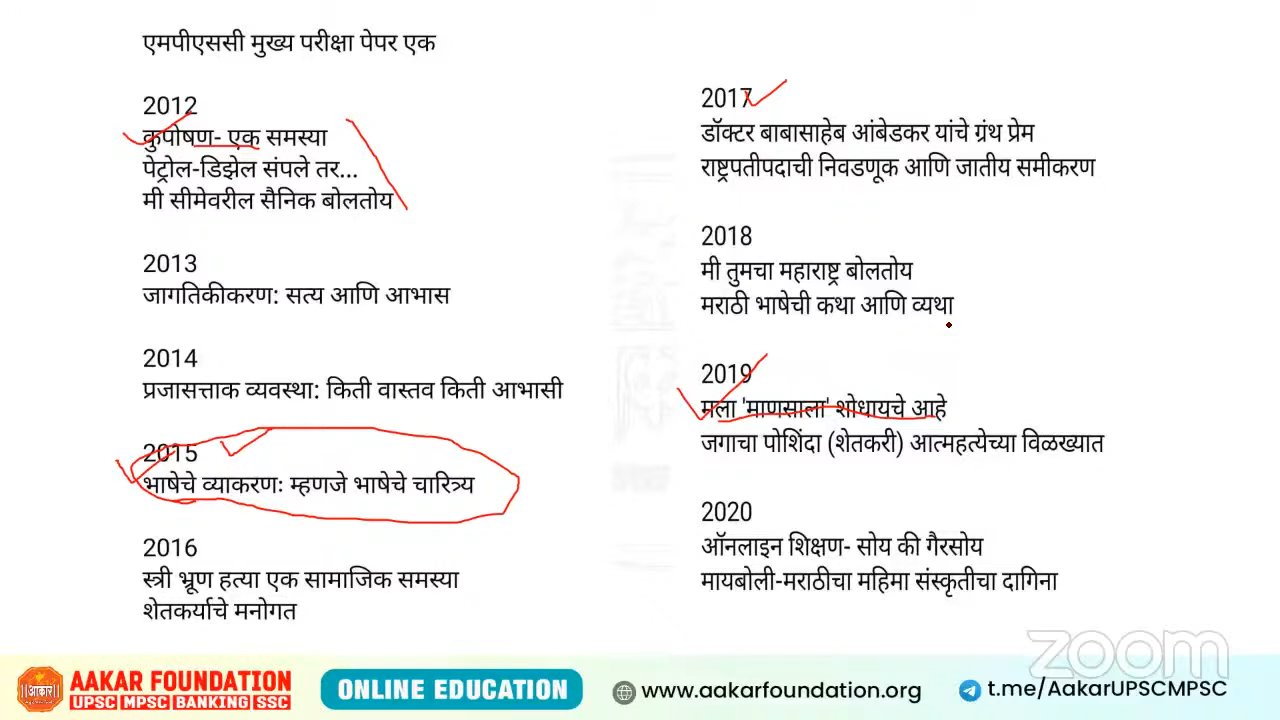 एमपीएससी मुख्य परीक्षा पेपर एक
2012
कुपोषण- एक समस्या
पेट्रोल-डिझेल संपले तर...
मी सीमेवरील सैनिक बोलतोय
2013
जागतिकीकरण: सत्य आणि आभास
2014
प्रजासत्ताक व्यवस्था: किती वास्तव किती आभासी
2015
भाषेचे व्याकरणः म्हणजे भाषेचे चारित्र्य
2016
स्त्री भ्रूण हत्या एक सामाजिक समस्या
शेतकर्याचे मनोगत
2017
डॉक्टर बाबासाहेब आंबेडकर यांचे ग्रंथ प्रेम
राष्ट्रपतीपदाची निवडणूक आणि जातीय समीकरण
2018
मी तुमचा महाराष्ट्र बोलतोय
मराठी भाषेची कथा आणि व्यथा
2019
मला 'माणसाला' शोधायचे आहे
जगाचा पोशिंदा (शेतकरी) आत्महत्येच्या विळख्यात
2020
ऑनलाइन शिक्षण- सोय की गैरसोय
मायबोली-मराठीचा महिमा संस्कृतीचा दागिना
zoom
॥आकार॥
AAKAR FOUNDATION
UPSC MPSC BANKING SSC
ONLINE EDUCATION
www.aakarfoundation.org
t.me/AakarUPSCMPSC